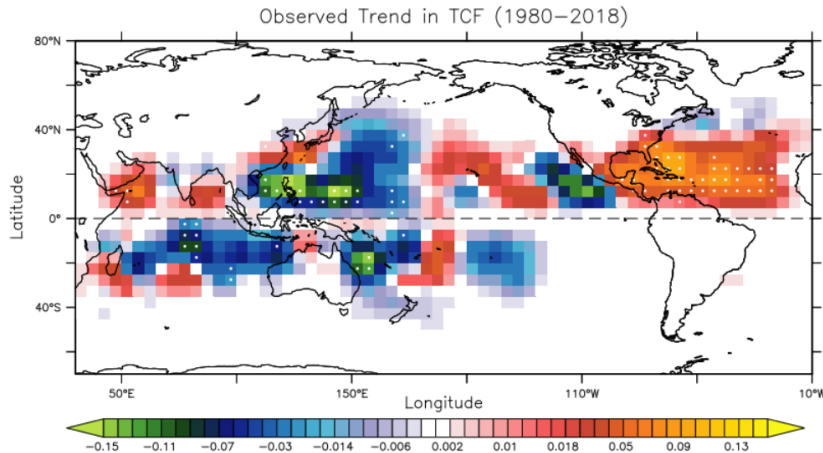 Observed Trend in TCF (1980−2018)
80°N
40°N
0°
40°S
Latitude
50°E 150°E 110°W 10°W
Longitude
−0.15 −0.11 −0.07 −0.03 −0.014 −0.006 0.002 0.01 0.018 0.05 0.09 0.13